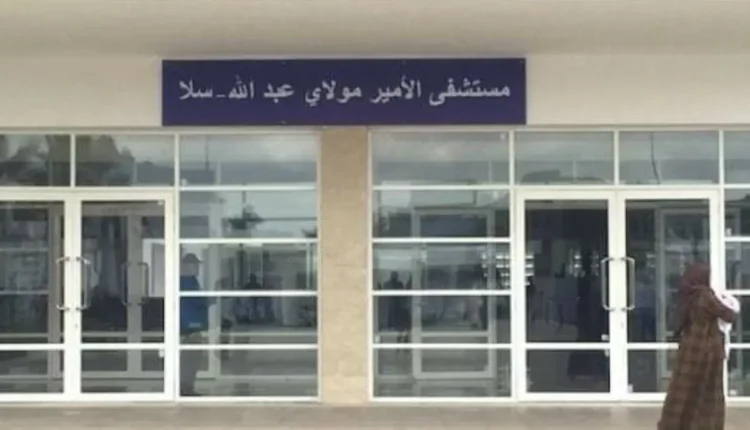 مستشفى الأمير مولاي عبد الله - سلا